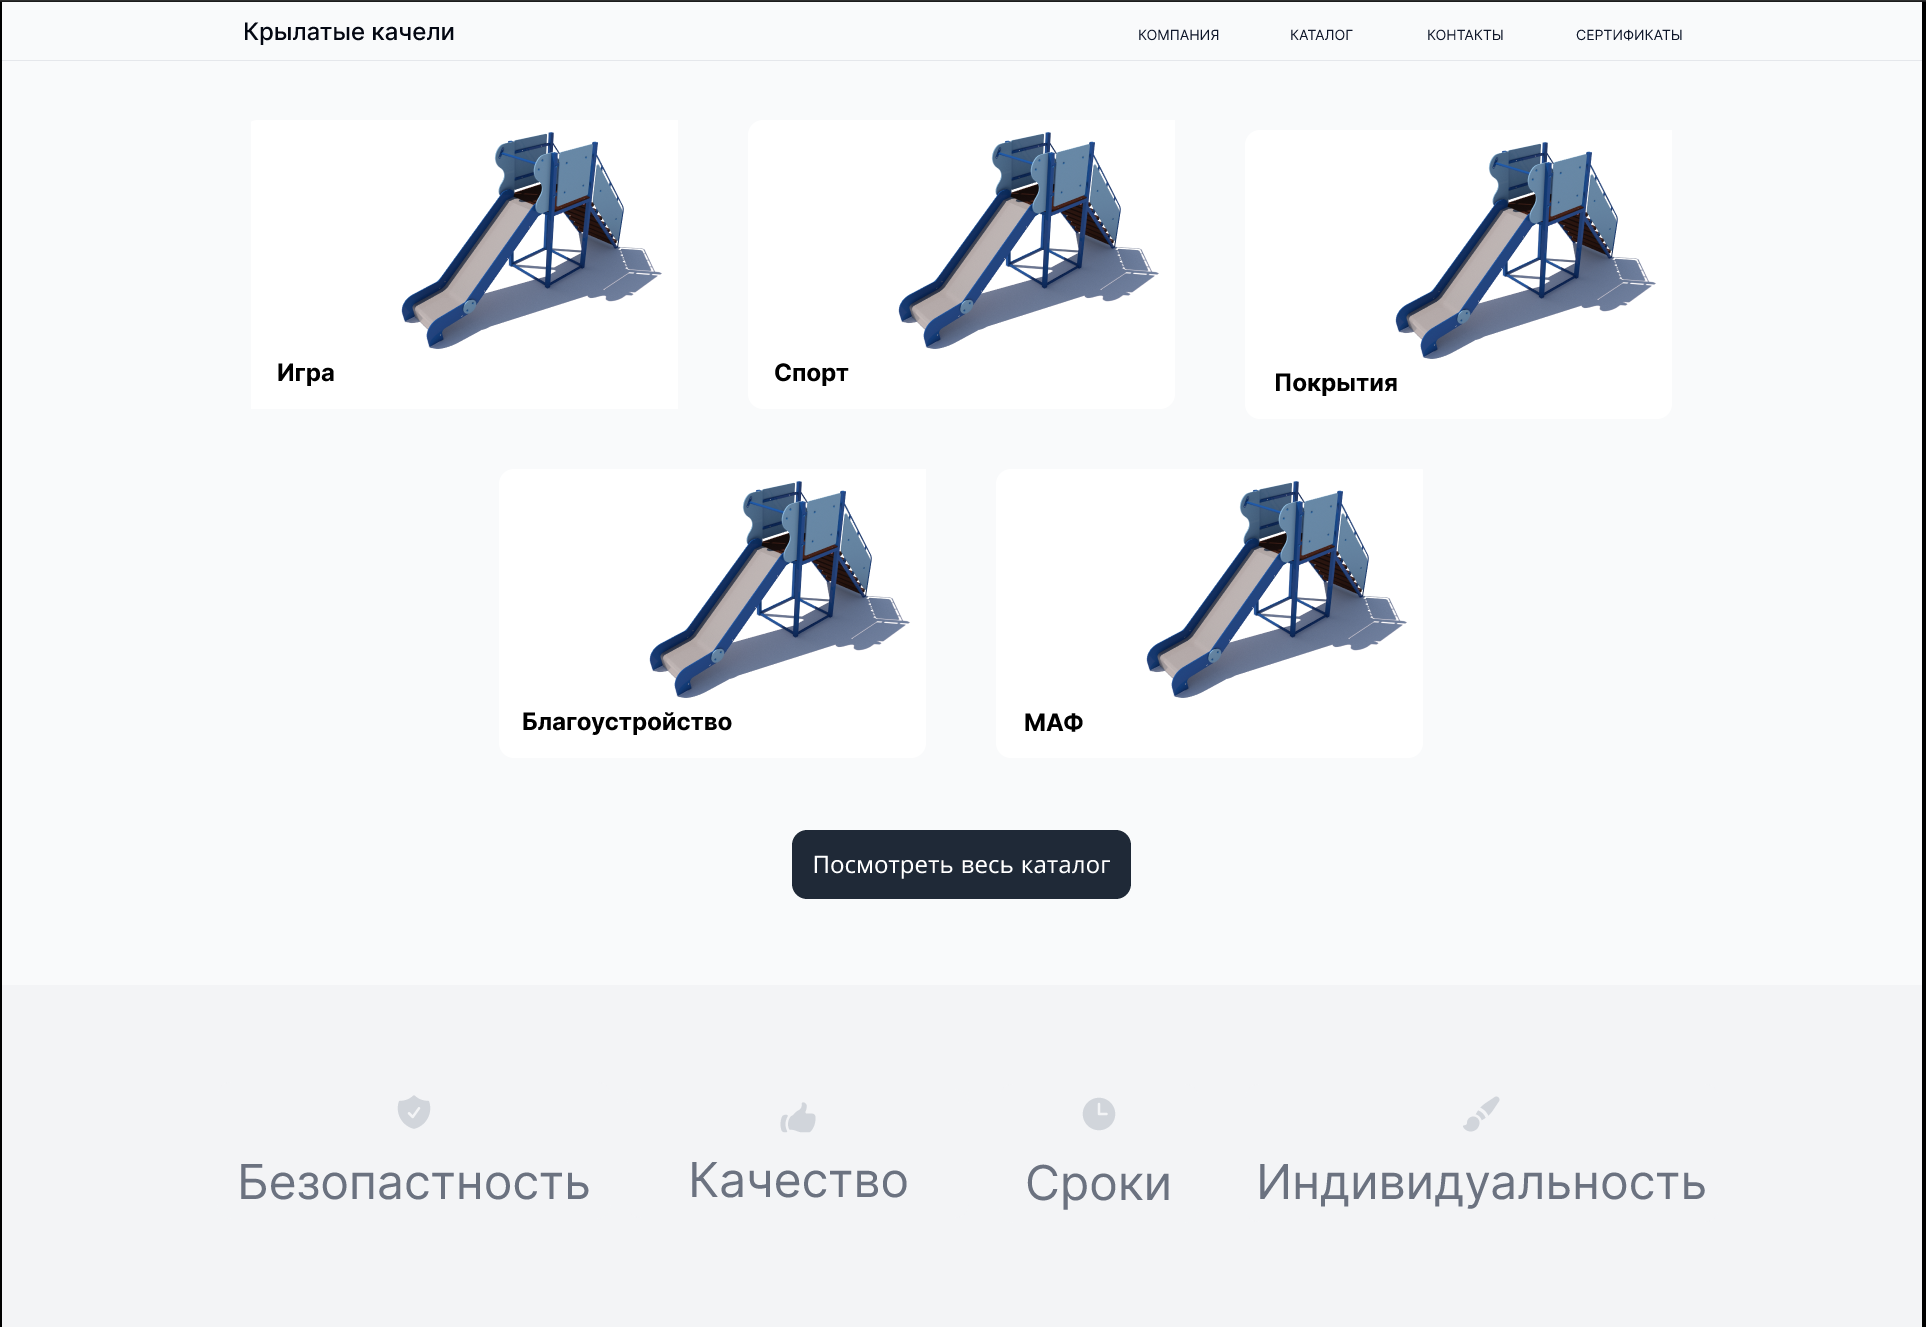 Крылатые качели
КОМПАНИЯ
КАТАЛОГ
КОНТАКТЫ
СЕРТИФИКАТЫ
Игра
Спорт
Покрытия
Благоустройство
МАФ
Посмотреть весь каталог
Безопастность
Качество
Сроки
Индивидуальность